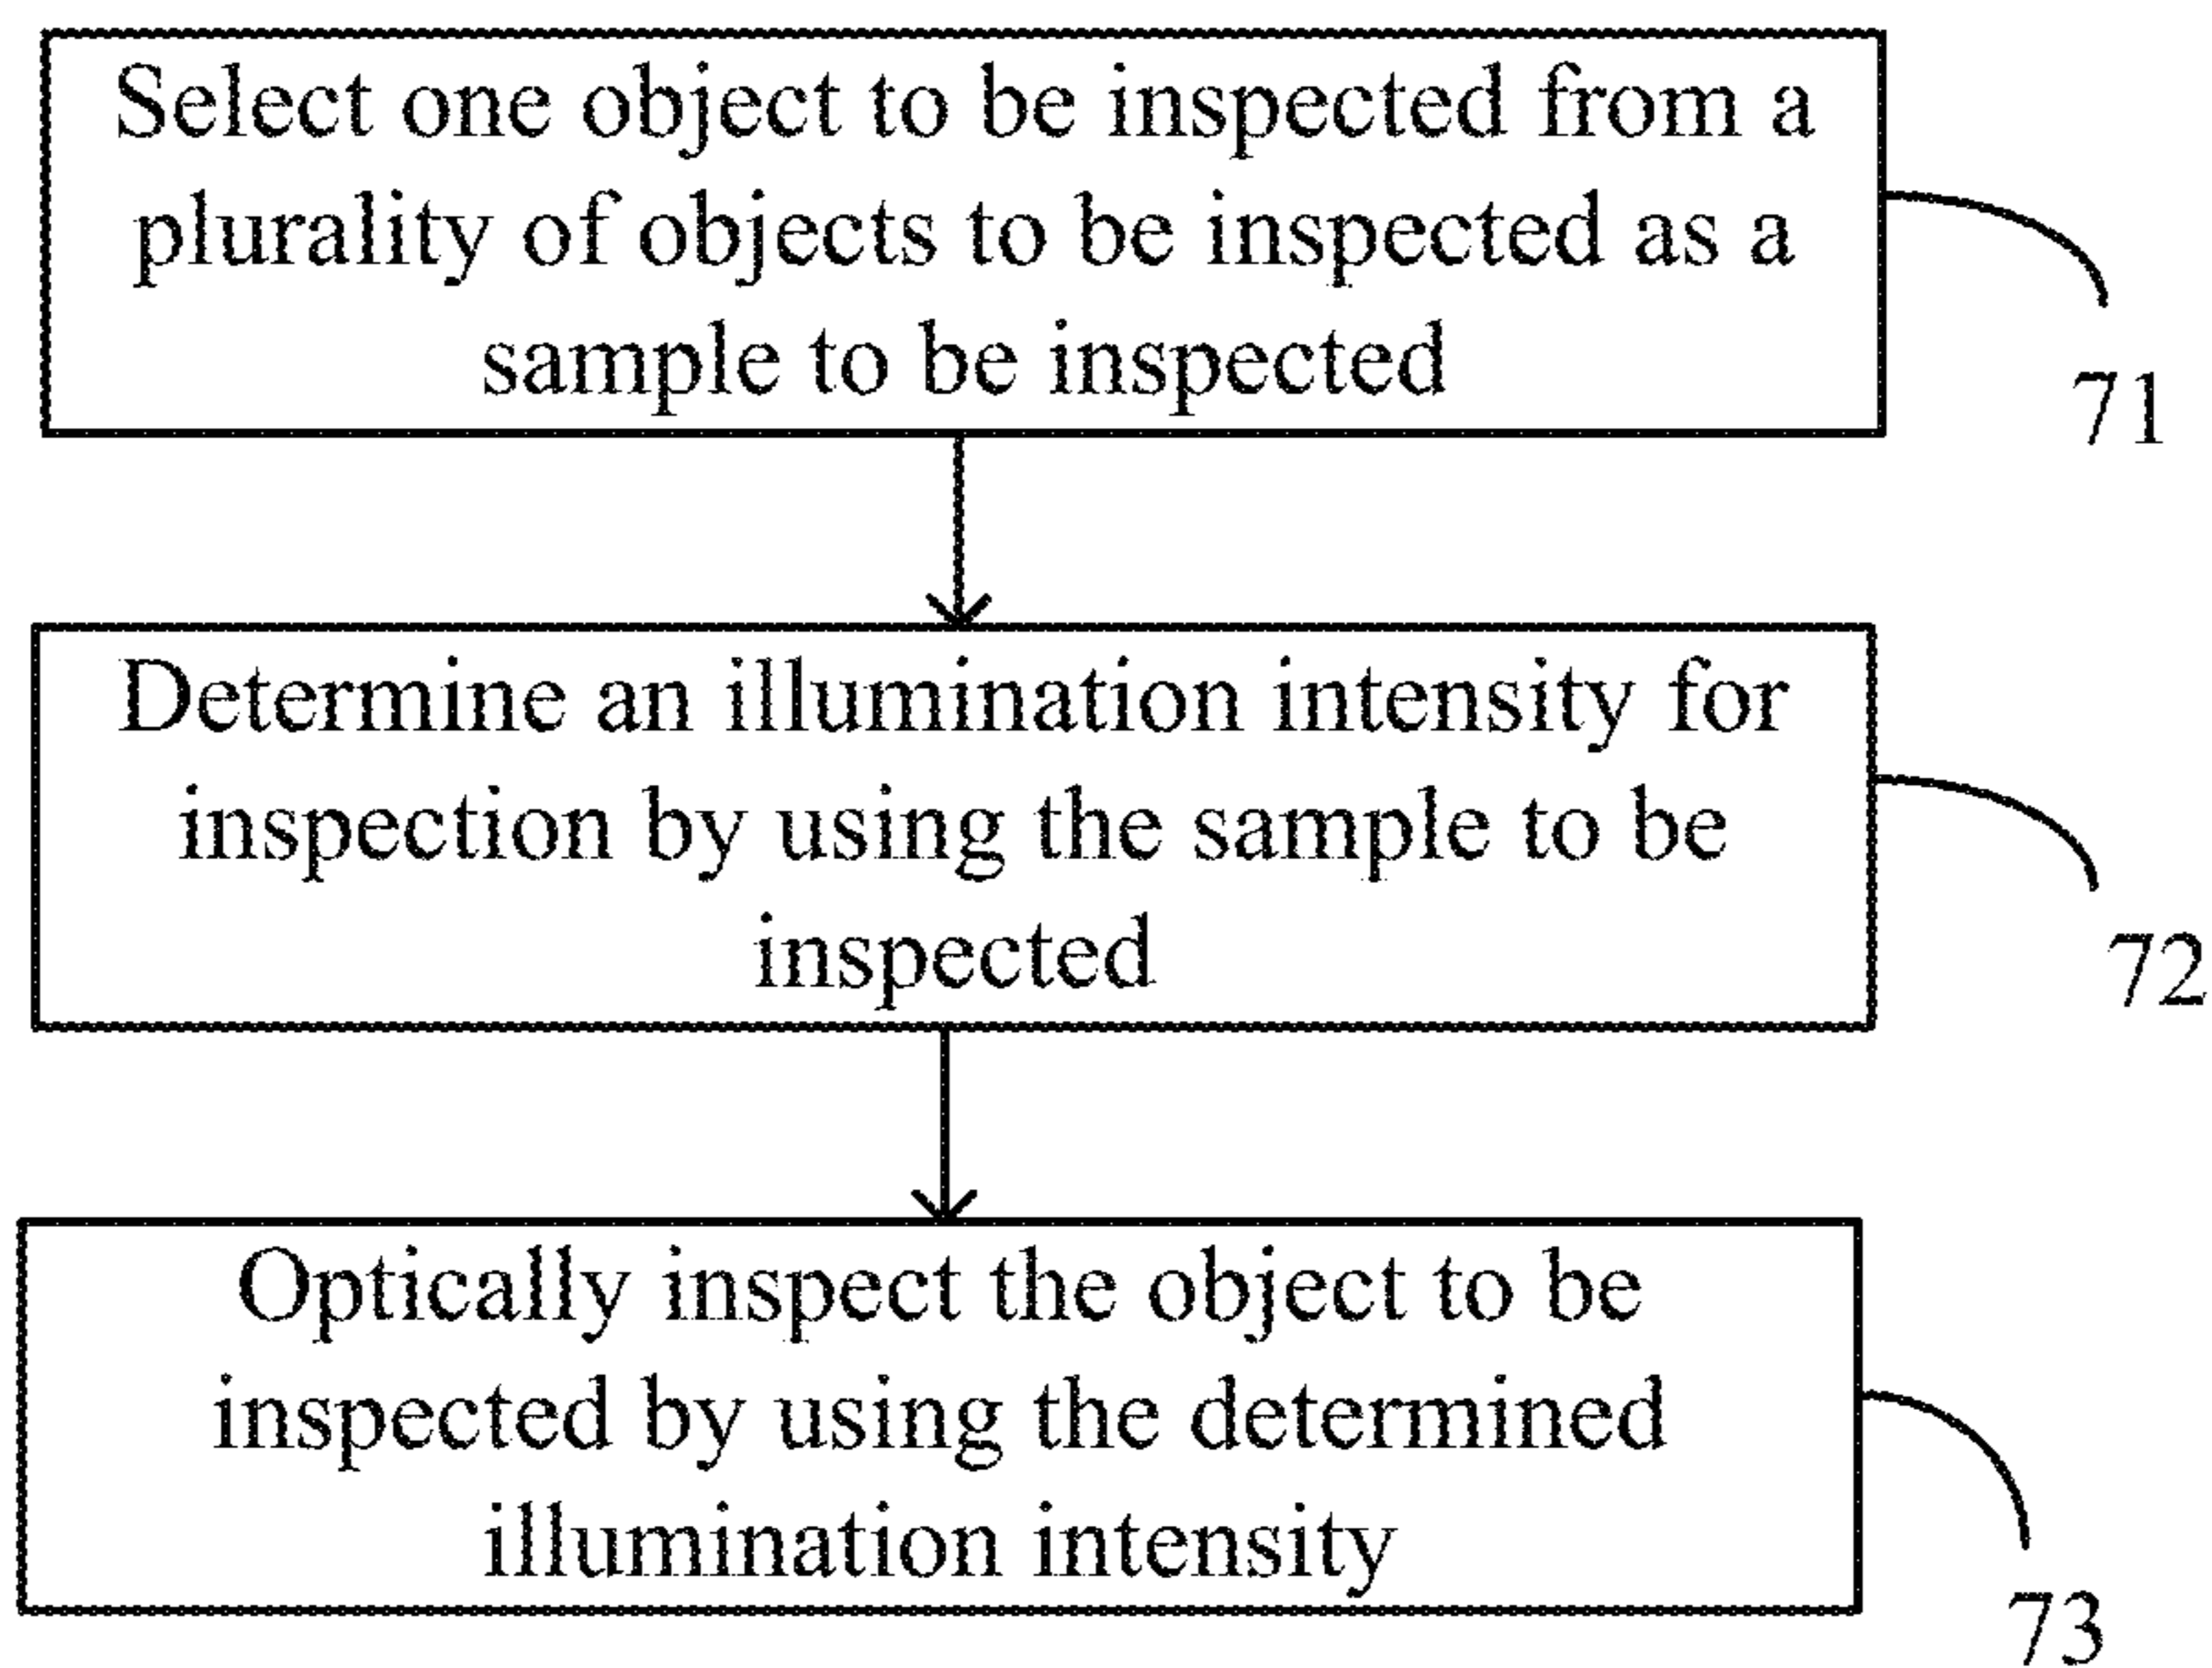 Select one object to be inspected from a
plurality of objects to be inspected as a
sample to be inspected
71
Determine an illumination intensity for
inspection by using the sample to be
inspected
72
Optically inspect the object to be
inspected by using the determined
illumination intensity
73